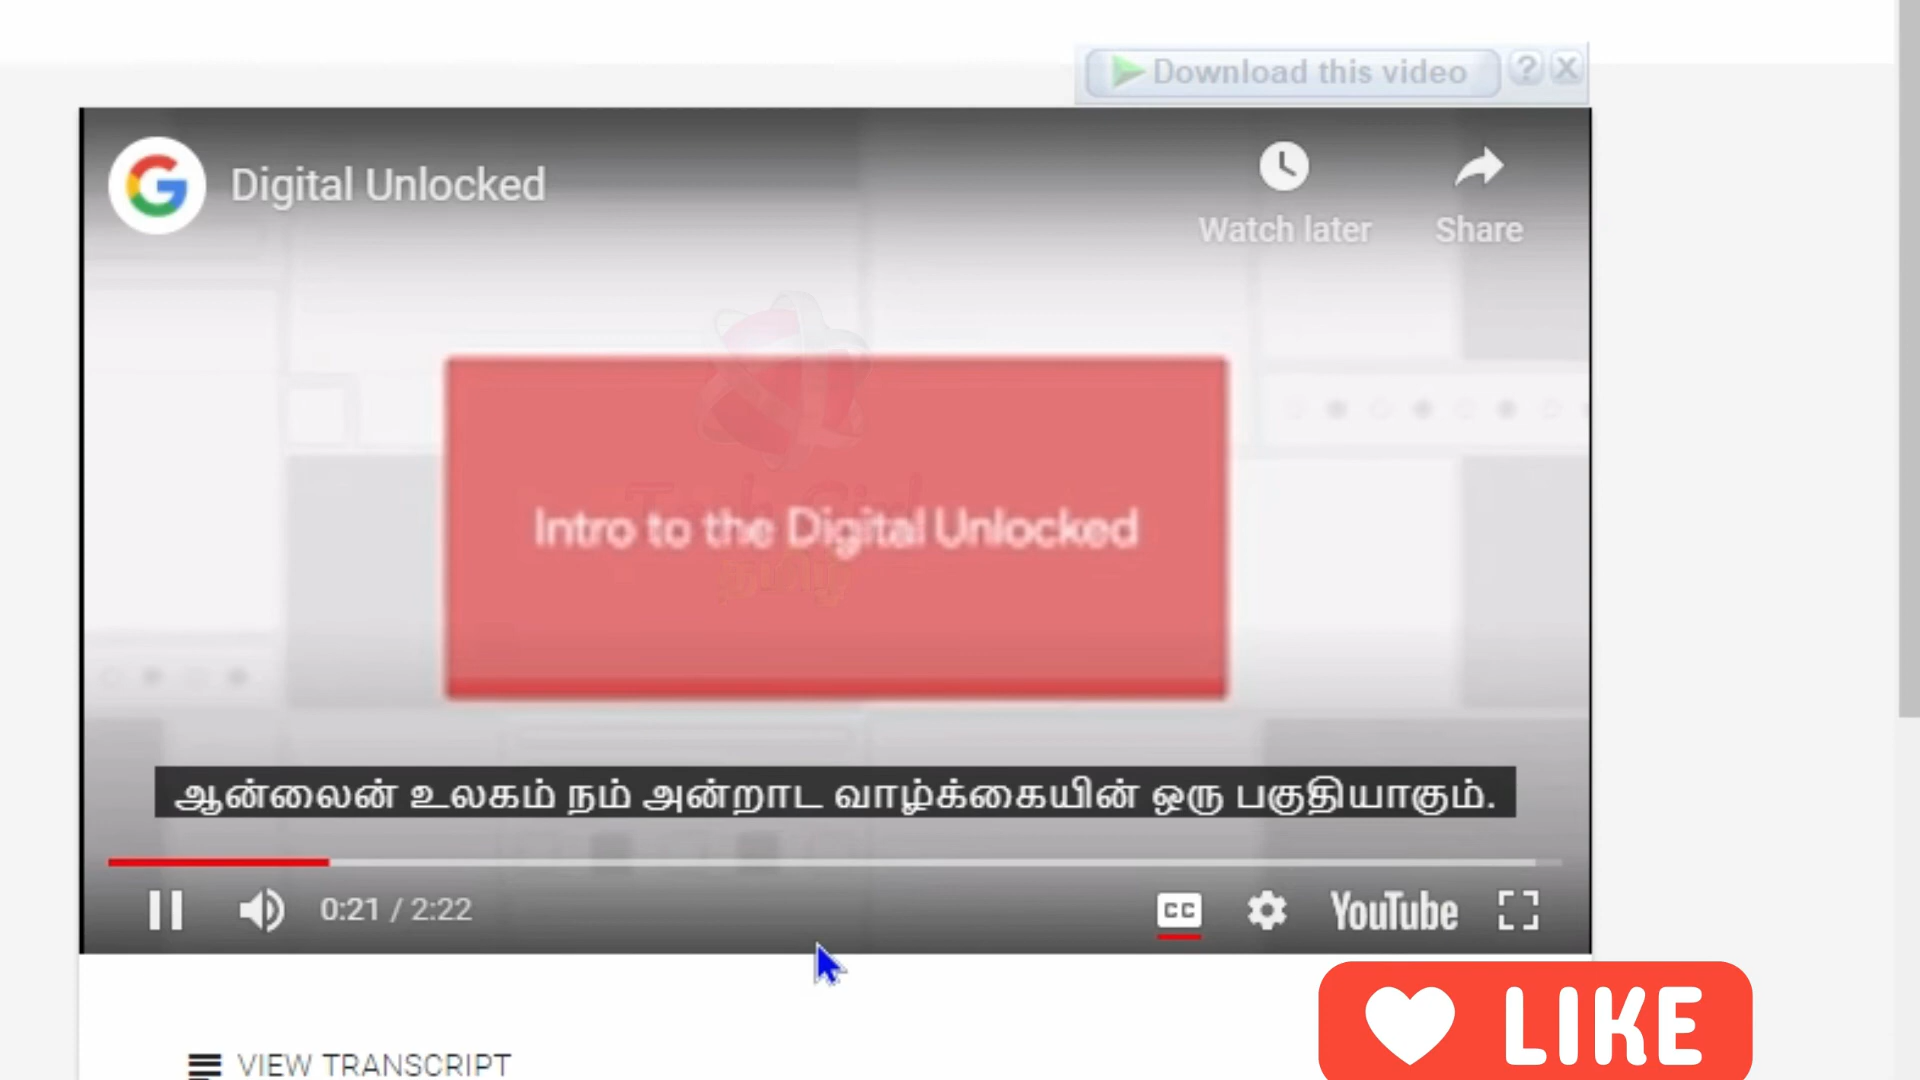 Download this video ? X
Digital Unlocked
Watch later
Share
Intro to the Digital Unlocked
தமிழ்
ஆன்லைன் உலகம் நம் அன்றாட வாழ்க்கையின் ஒரு பகுதியாகும்.
0:21 / 2:22
CC
YouTube
LIKE
VIEW TRANSCRIPT